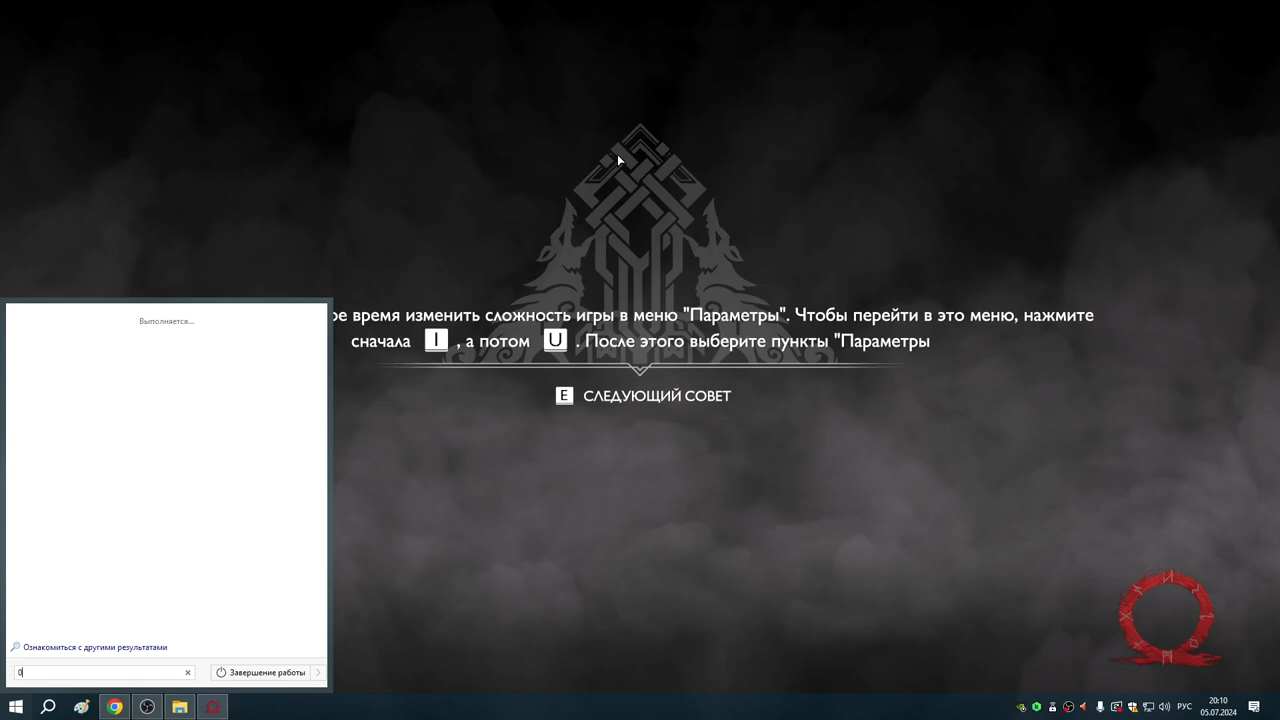 ое время изменить сложность игры в меню "Параметры". Чтобы перейти в это меню, нажмите
сначала I , а потом U . После этого выберите пункты "Параметры
E СЛЕДУЮЩИЙ СОВЕТ
Выполняется...
Ознакомиться с другими результатами
0
Завершение работы
РУС
20:10
05.07.2024